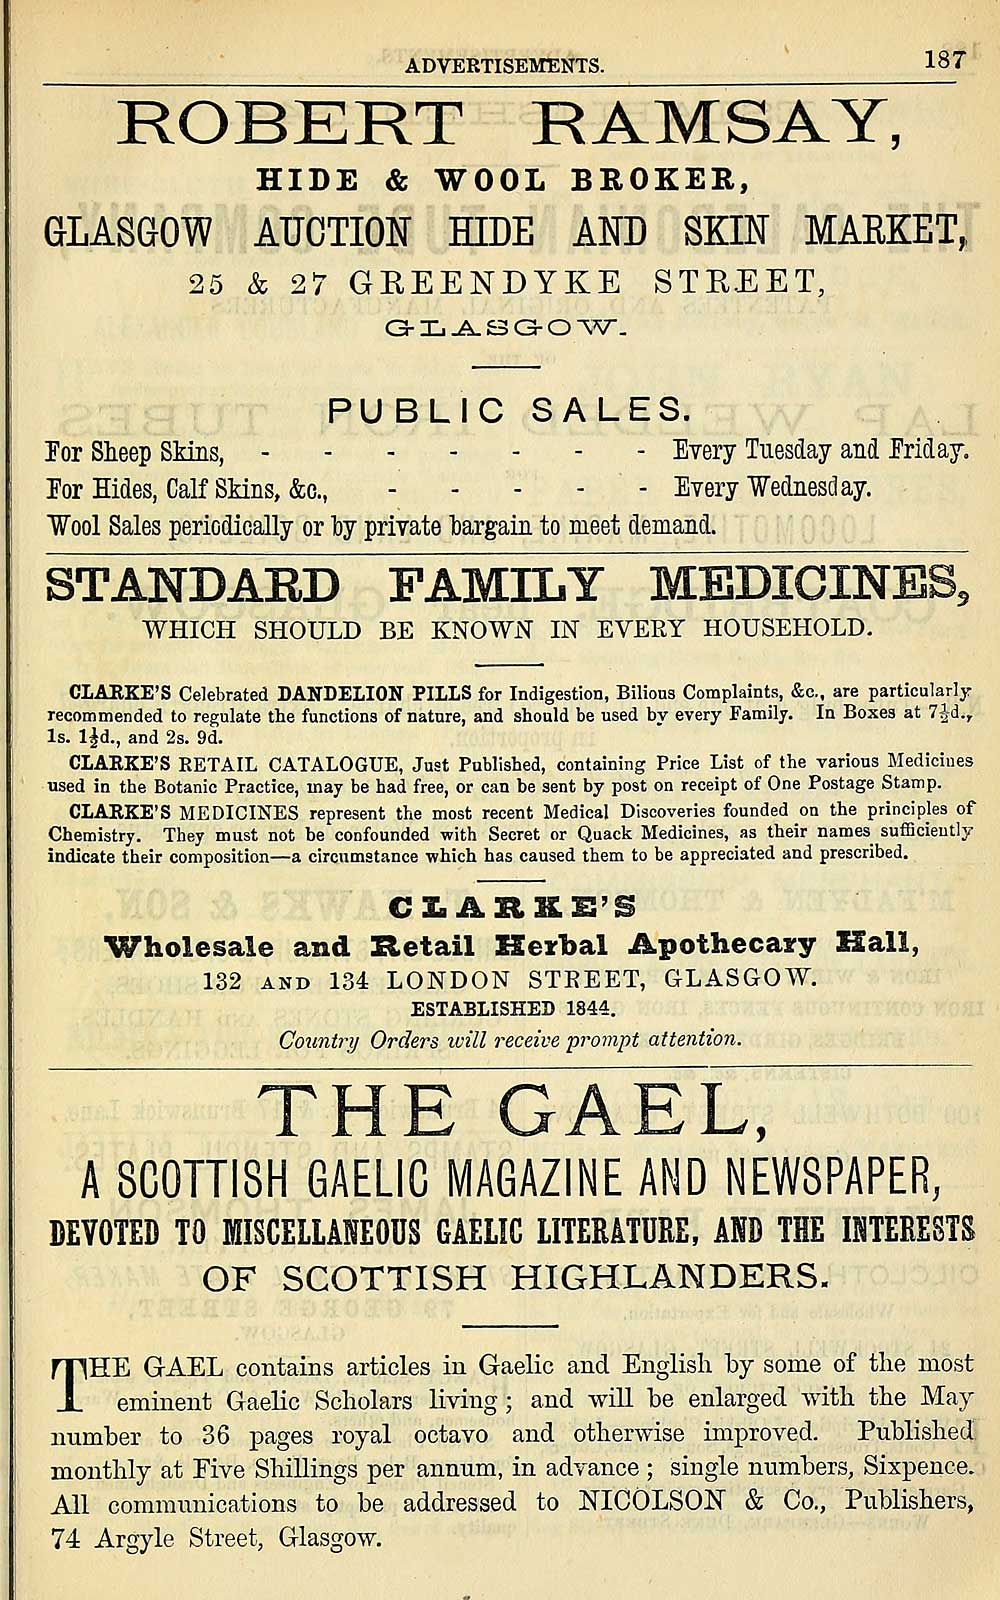 ADVERTISEMENTS. 187
ROBERT RAMSAY,
HIDE & WOOL BROKER,
GLASGOW AUCTION HIDE AND SKIN MARKET,
25 & 27 GREENDYKE STREET,
GLASGOW.
PUBLIC SALES.
For Sheep Skins, - - - - - - - Every Tuesday and Friday.
For Hides, Calf Skins, &c., - - - - - Every Wednesday.
Wool Sales periodically or by private bargain to meet demand.
STANDARD FAMILY MEDICINES,
WHICH SHOULD BE KNOWN IN EVERY HOUSEHOLD.
CLARKE'S Celebrated DANDELION PILLS for Indigestion, Bilious Complaints, &c., are particularly
recommended to regulate the functions of nature, and should be used by every Family. In Boxes at 7½d.,
1s. 1½d., and 2s. 9d.
CLARKE'S RETAIL CATALOGUE, Just Published, containing Price List of the various Medicines
used in the Botanic Practice, may be had free, or can be sent by post on receipt of One Postage Stamp.
CLARKE'S MEDICINES represent the most recent Medical Discoveries founded on the principles of
Chemistry. They must not be confounded with Secret or Quack Medicines, as their names sufficiently
indicate their composition—a circumstance which has caused them to be appreciated and prescribed.
CLARKE'S
Wholesale and Retail Herbal Apothecary Hall,
132 AND 134 LONDON STREET, GLASGOW.
ESTABLISHED 1844.
Country Orders will receive prompt attention.
THE GAEL,
A SCOTTISH GAELIC MAGAZINE AND NEWSPAPER,
DEVOTED TO MISCELLANEOUS GAELIC LITERATURE, AND THE INTERESTS
OF SCOTTISH HIGHLANDERS.
THE GAEL contains articles in Gaelic and English by some of the most
eminent Gaelic Scholars living; and will be enlarged with the May
number to 36 pages royal octavo and otherwise improved. Published
monthly at Five Shillings per annum, in advance; single numbers, Sixpence.
All communications to be addressed to NICOLSON & Co., Publishers,
74 Argyle Street, Glasgow.